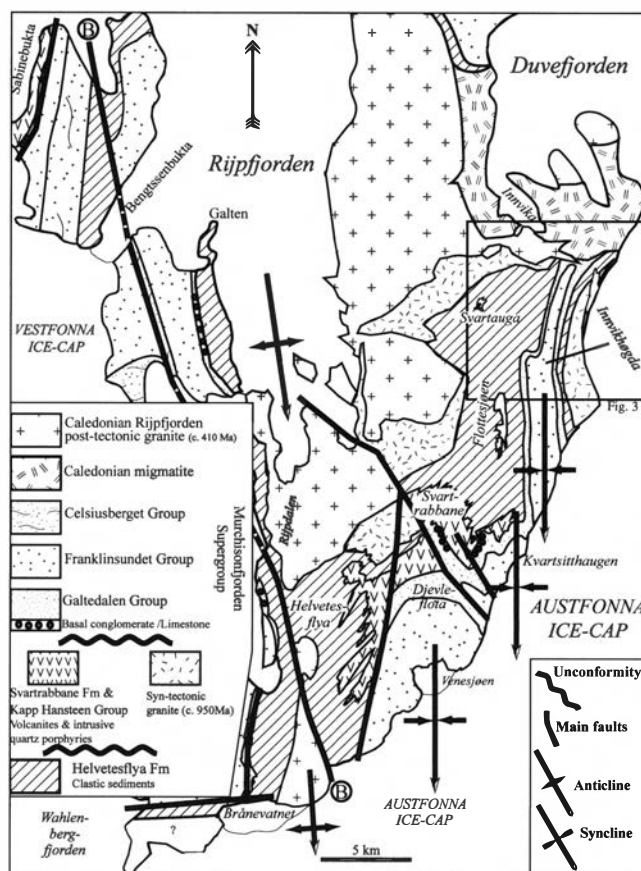 B
Sabinebukta
N
Duvefjorden
Rijpfjorden
Bengtssenbukta
Innvika
Galten
Svartauga
Innvikhøgda
VESTFONNA
ICE-CAP
Fig. 3
Flottesjøen
Caledonian Rijpfjorden
post-tectonic granite (c. 410 Ma)
Caledonian migmatite
Celsiusberget Group
Franklinsundet Group
Galtedalen Group
Basal conglomerate /Limestone
Murchisonfjorden
Supergroup
Svartrabbane Fm &
Kapp Hansteen Group
Volcanites & intrusive
quartz porphyries
Syn-tectonic
granite (c. 950Ma)
Helvetesflya Fm
Clastic sediments
Rijpdalen
Svart-
rabbane
Kvartsitthaugen
Helvetes-
flya
Djevle-
flota
AUSTFONNA
ICE-CAP
Venesjøen
Unconformity
Main faults
Anticline
Syncline
B
AUSTFONNA
ICE-CAP
Wahlen-
berg-
fjorden
?
Brånevatnet
5 km